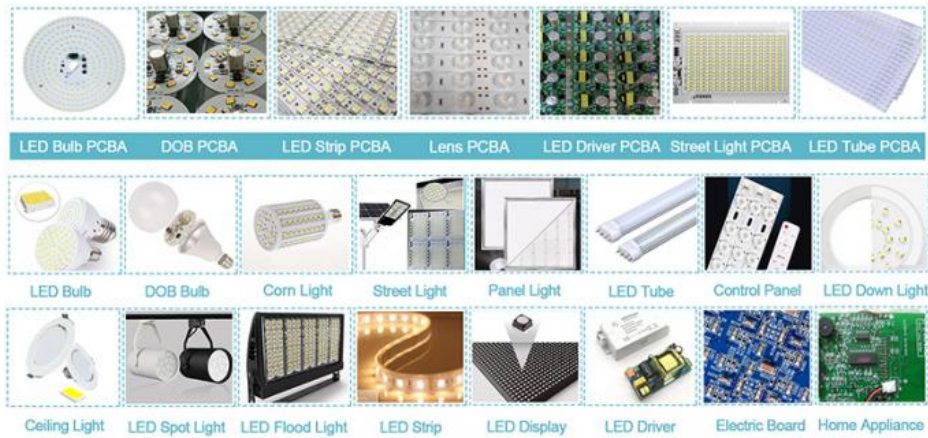 LED Bulb PCBA
DOB PCBA
LED Strip PCBA
Lens PCBA
LED Driver PCBA
Street Light PCBA
LED Tube PCBA
LED Bulb
DOB Bulb
Corn Light
Street Light
Panel Light
LED Tube
Control Panel
LED Down Light
Ceiling Light
LED Spot Light
LED Flood Light
LED Strip
LED Display
LED Driver
Electric Board
Home Appliance